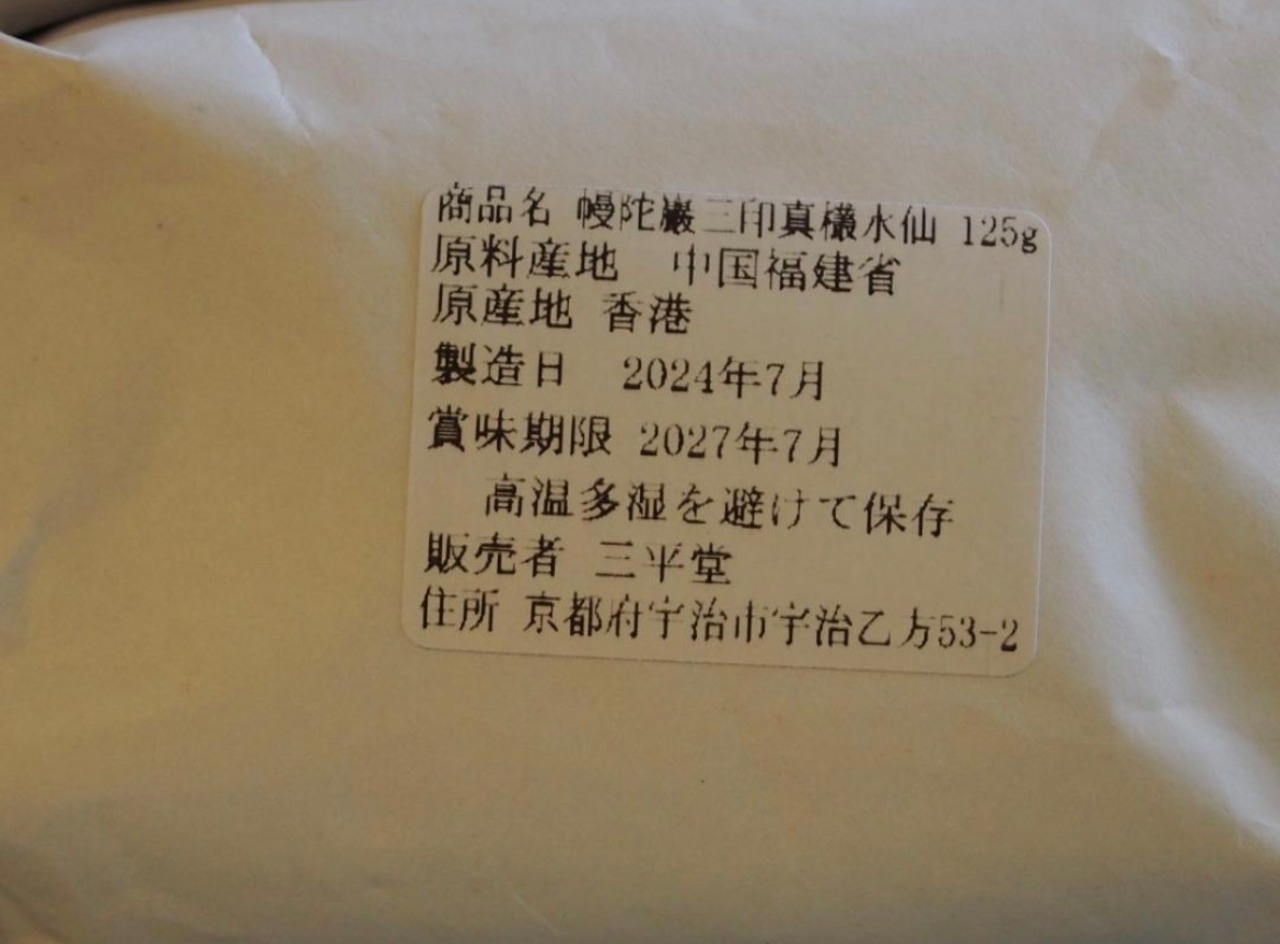 商品名 幔陀巖三印真欉水仙 125g
原料産地 中国福建省
原産地 香港
製造日 2024年7月
賞味期限 2027年7月
高温多湿を避けて保存
販売者 三平堂
住所 京都府宇治市宇治乙方53-2